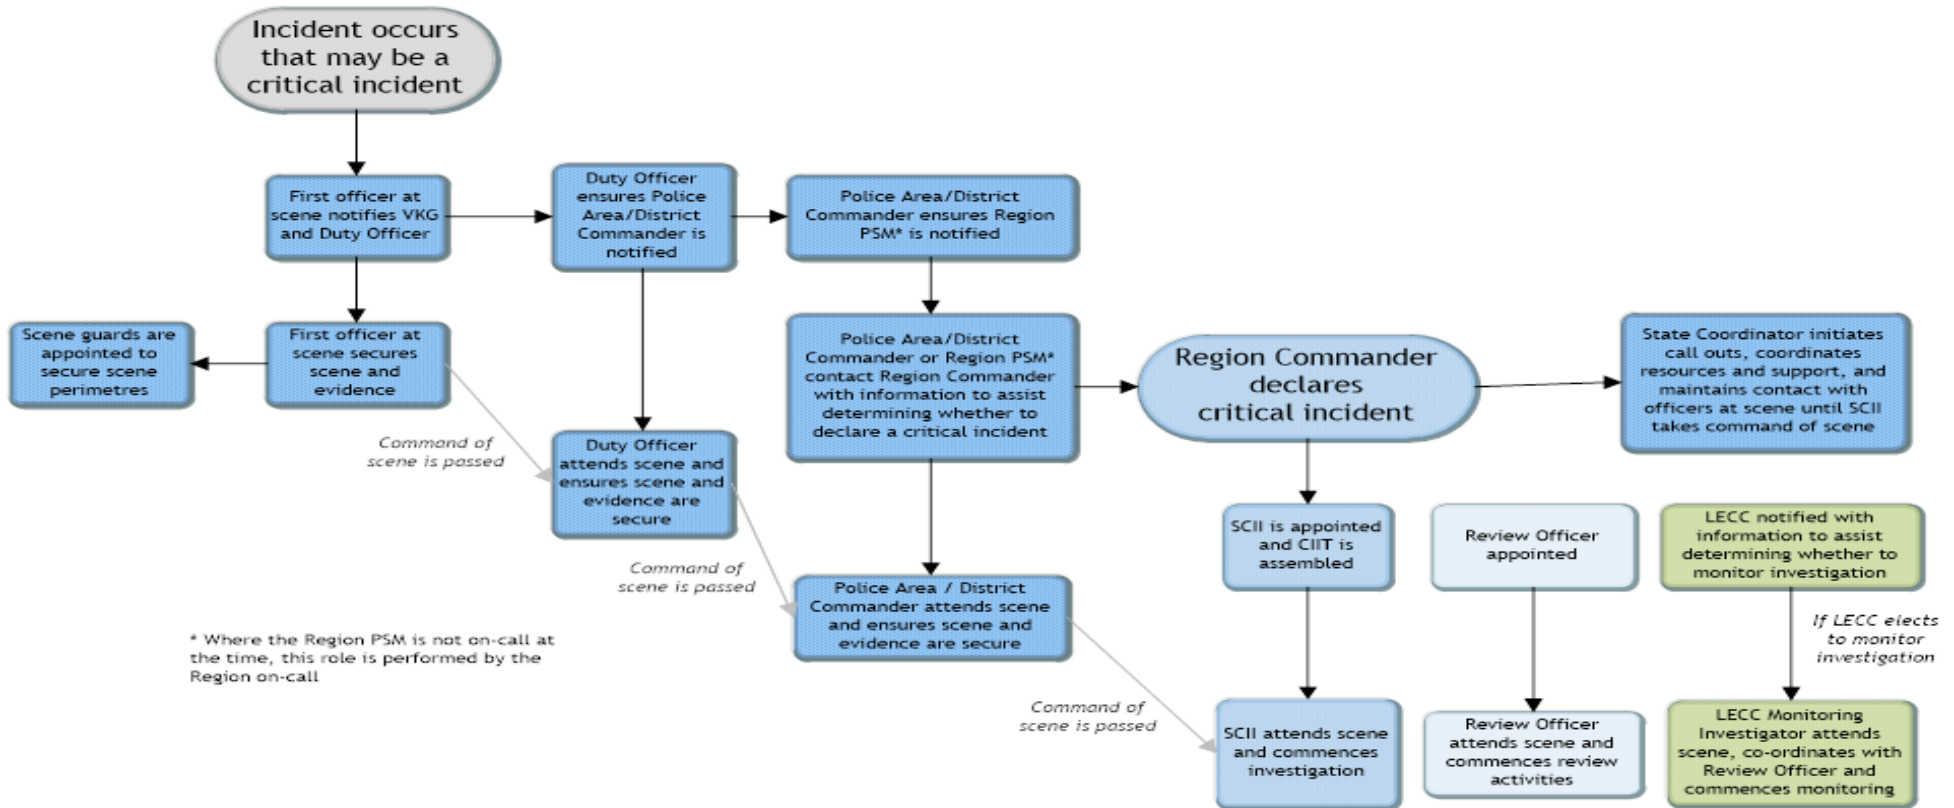 Incident occurs
that may be a
critical incident
First officer at
scene notifies VKG
and Duty Officer
Duty Officer
ensures Police
Area/District
Commander is
notified
Police Area/District
Commander ensures Region
PSM* is notified
Scene guards are
appointed to
secure scene
perimetres
First officer at
scene secures
scene and
evidence
Police Area/District
Commander or Region PSM*
contact Region Commander
with information to assist
determining whether to
declare a critical incident
Region Commander
declares
critical incident
State Coordinator initiates
call outs, coordinates
resources and support, and
maintains contact with
officers at scene until SCII
takes command of scene
Command of
scene is passed
Duty Officer
attends scene and
ensures scene and
evidence are
secure
SCII is appointed
and CIIT is
assembled
Review Officer
appointed
LECC notified with
information to assist
determining whether to
monitor investigation
Command of
scene is passed
Police Area / District
Commander attends scene
and ensures scene and
evidence are secure
If LECC elects
to monitor
investigation
* Where the Region PSM is not on-call at
the time, this role is performed by the
Region on-call
Command of
scene is passed
SCII attends scene
and commences
investigation
Review Officer
attends scene and
commences review
activities
LECC Monitoring
Investigator attends
scene, co-ordinates with
Review Officer and
commences monitoring